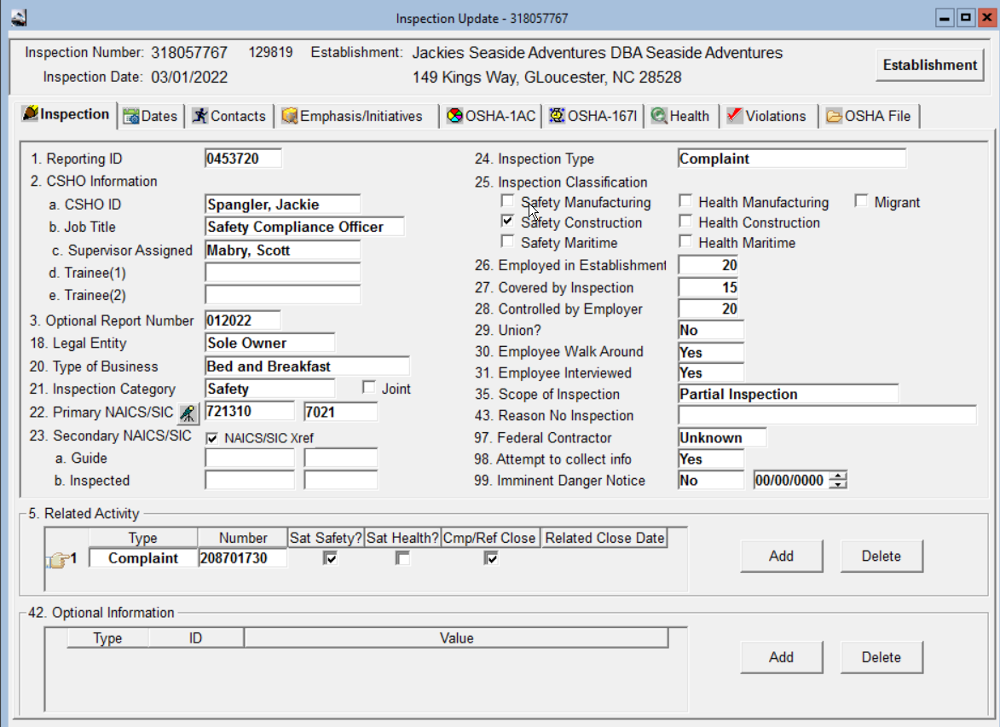 Inspection Update - 318057767
Inspection Number: 318057767 129819 Establishment: Jackies Seaside Adventures DBA Seaside Adventures
Inspection Date: 03/01/2022 149 Kings Way, GLoucester, NC 28528
Establishment
Inspection Dates Contacts Emphasis/Initiatives OSHA-1AC OSHA-167I Health Violations OSHA File
1. Reporting ID 0453720
2. CSHO Information
a. CSHO ID Spangler, Jackie
b. Job Title Safety Compliance Officer
c. Supervisor Assigned Mabry, Scott
d. Trainee(1)
e. Trainee(2)
3. Optional Report Number 012022
18. Legal Entity Sole Owner
20. Type of Business Bed and Breakfast
21. Inspection Category Safety Joint
22. Primary NAICS/SIC 721310 7021
23. Secondary NAICS/SIC NAICS/SIC Xref
a. Guide
b. Inspected
24. Inspection Type Complaint
25. Inspection Classification
Safety Manufacturing Health Manufacturing Migrant
Safety Construction Health Construction
Safety Maritime Health Maritime
26. Employed in Establishment 20
27. Covered by Inspection 15
28. Controlled by Employer 20
29. Union? No
30. Employee Walk Around Yes
31. Employee Interviewed Yes
35. Scope of Inspection Partial Inspection
43. Reason No Inspection
97. Federal Contractor Unknown
98. Attempt to collect info Yes
99. Imminent Danger Notice No 00/00/0000
5. Related Activity
Type Number Sat Safety? Sat Health? Cmp/Ref Close Related Close Date
1 Complaint 208701730
Add Delete
42. Optional Information
Type ID Value
Add Delete